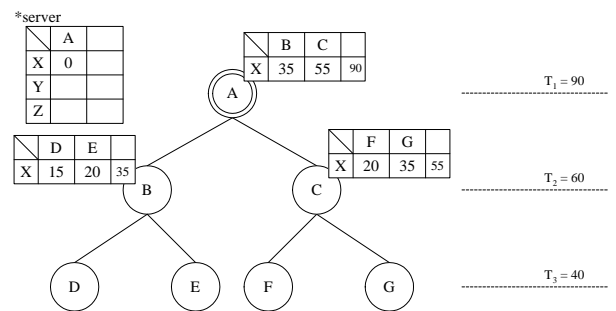 *server
A
X 0
Y
Z
B C
X 35 55 90
A
T1 = 90
D E
X 15 20 35
B
F G
X 20 35 55
C
T2 = 60
D
E
F
G
T3 = 40